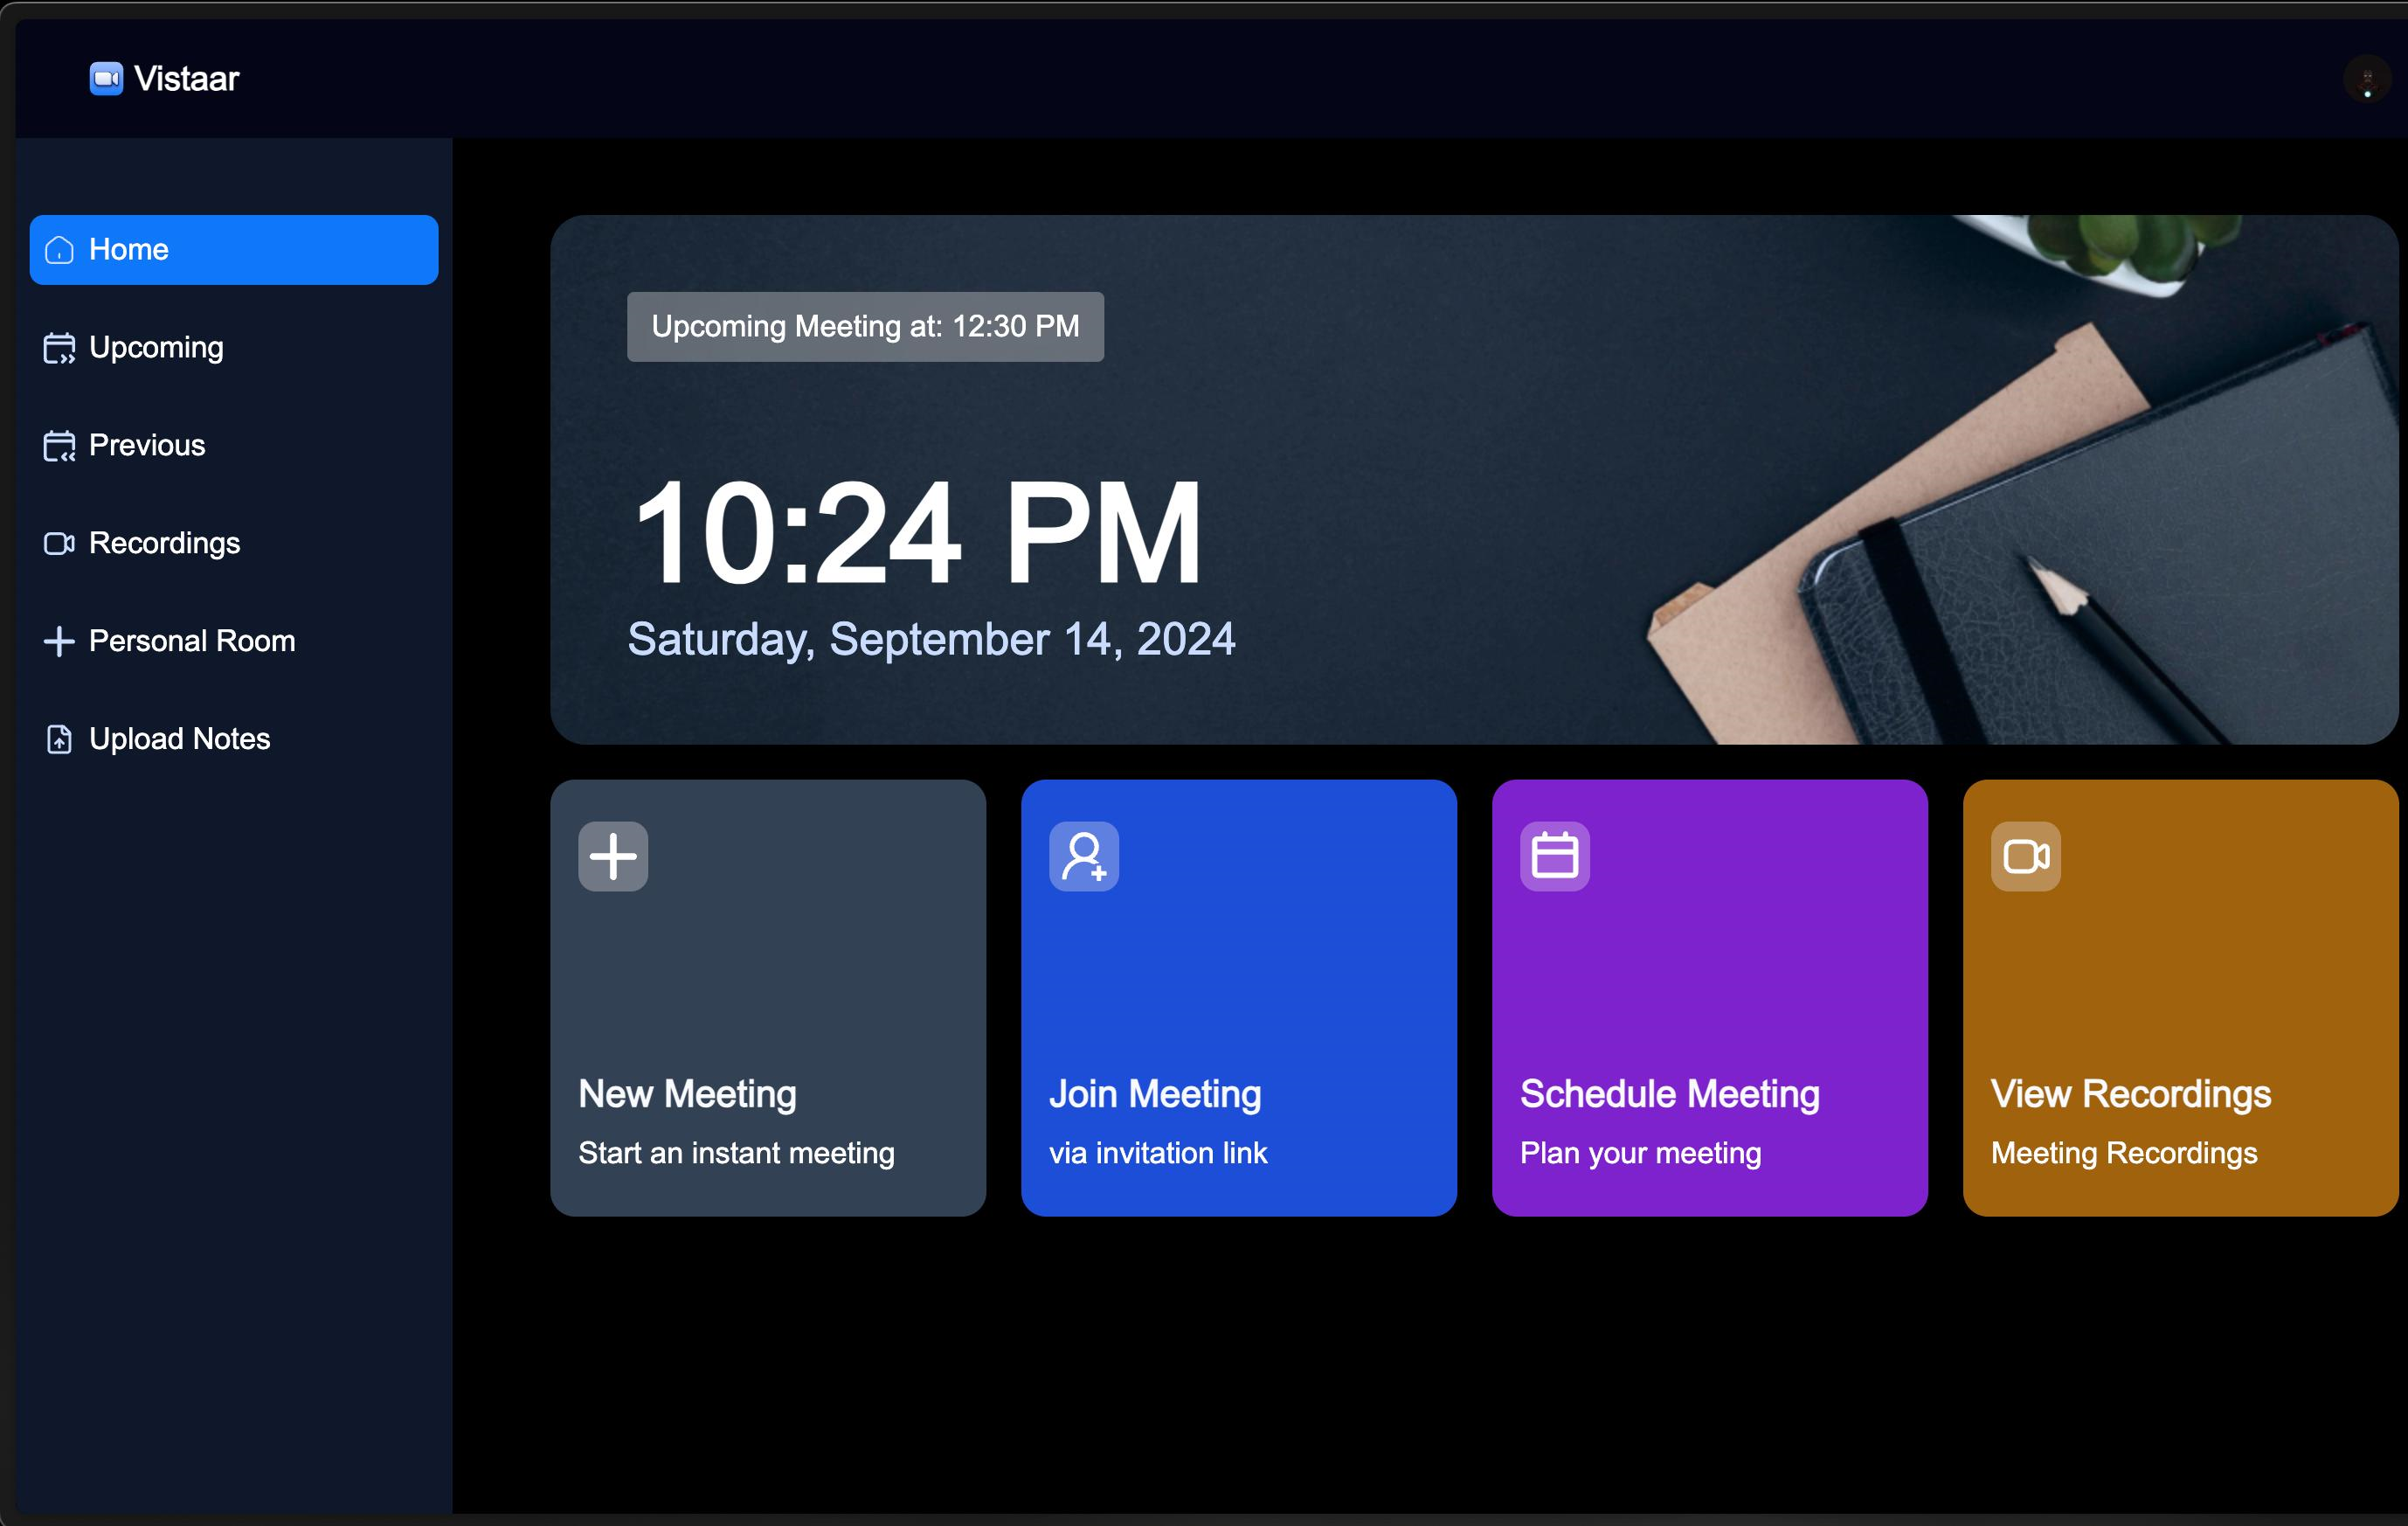 Vistaar
Home
Upcoming
Previous
Recordings
Personal Room
Upload Notes
Upcoming Meeting at: 12:30 PM
10:24 PM
Saturday, September 14, 2024
New Meeting
Start an instant meeting
Join Meeting
via invitation link
Schedule Meeting
Plan your meeting
View Recordings
Meeting Recordings